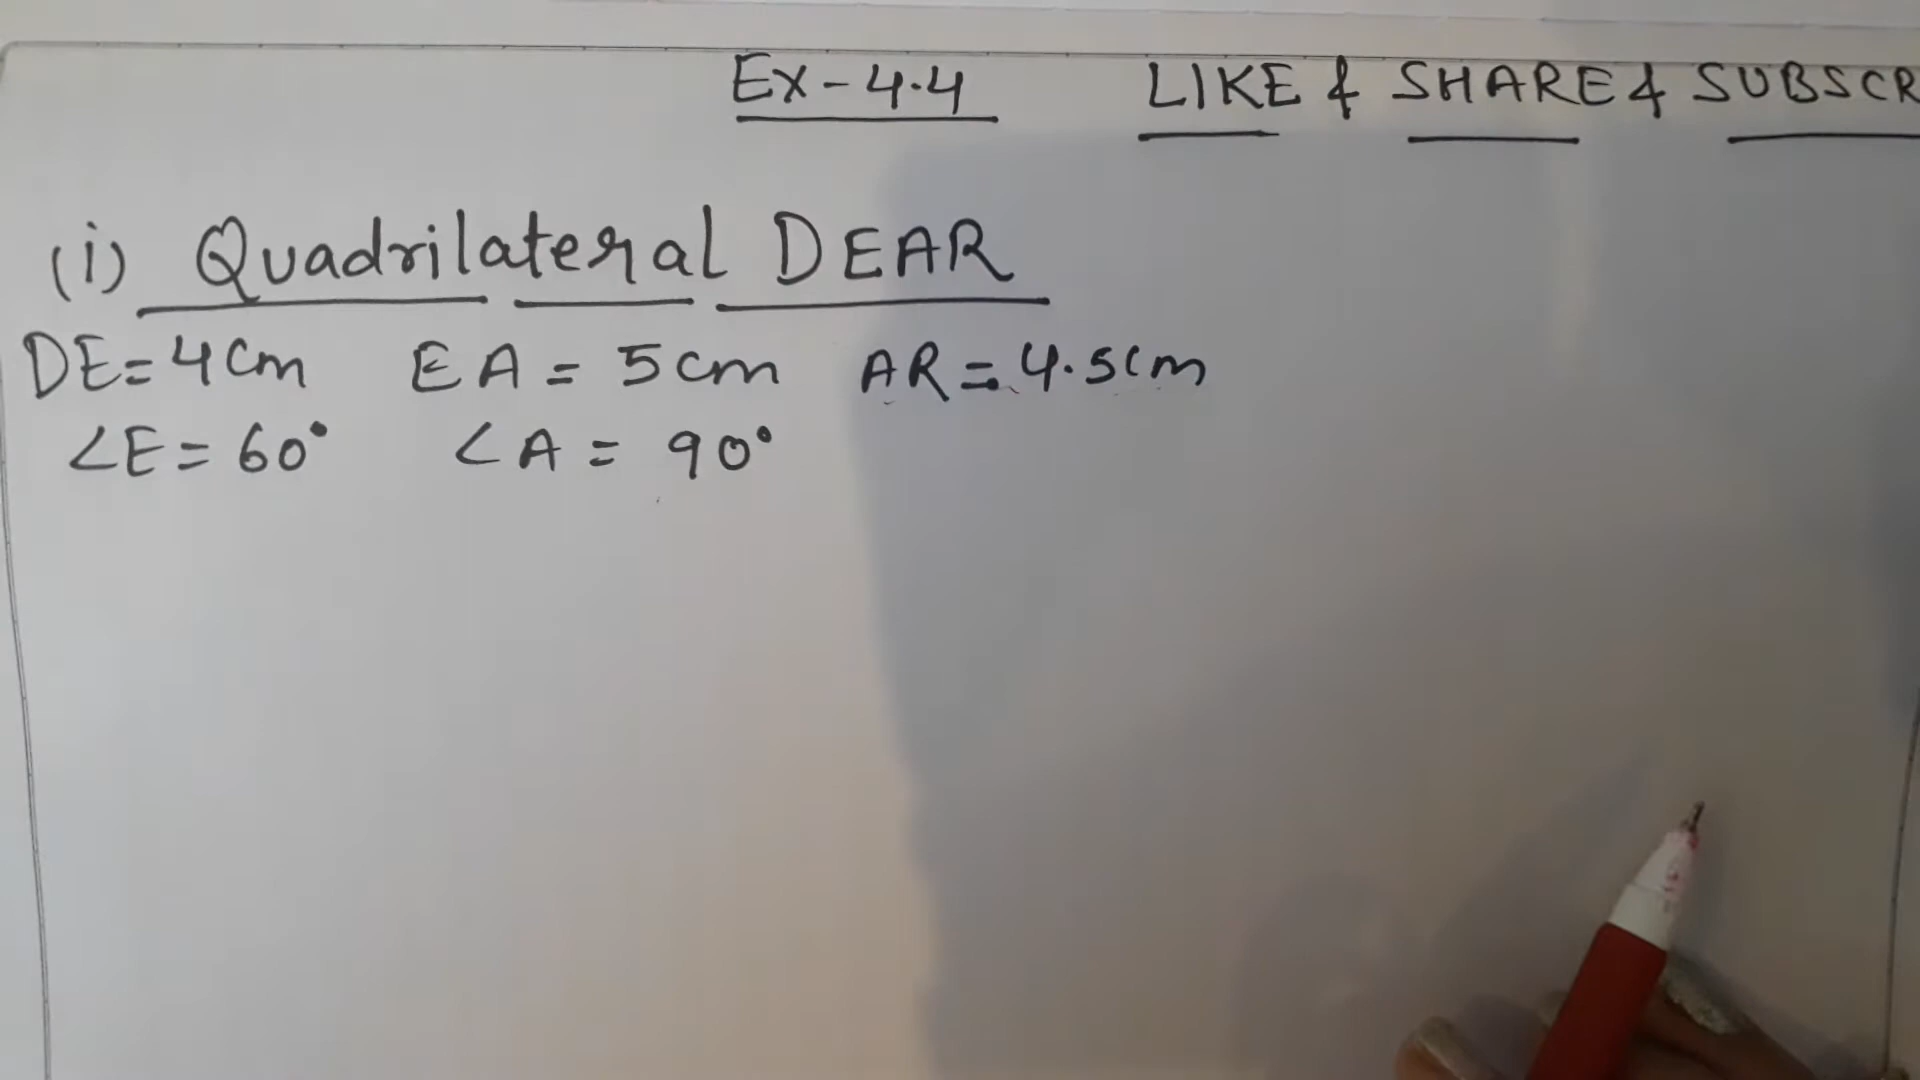 Ex-4.4 LIKE & SHARE & SUBSCR
(i) Quadrilateral DEAR
DE=4cm EA=5cm AR=4.5cm
∠E=60° ∠A=90°